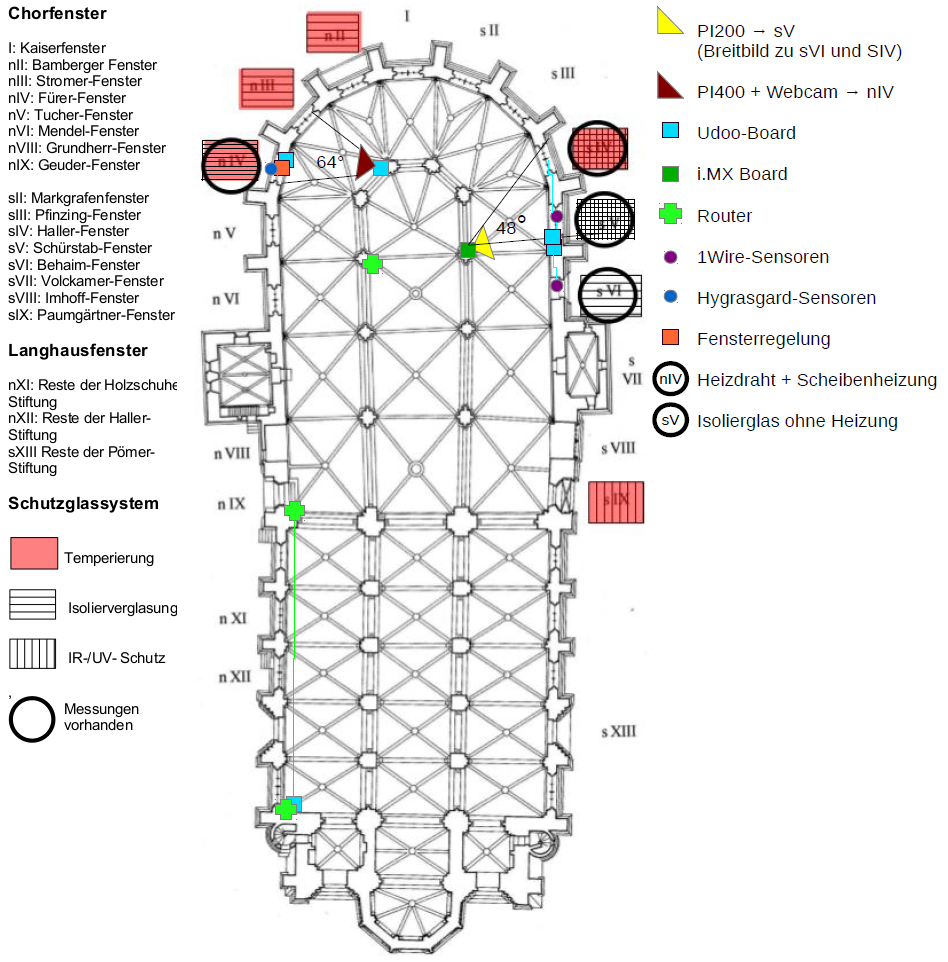 Chorfenster
I: Kaiserfenster
nII: Bamberger Fenster
nIII: Stromer-Fenster
nIV: Fürer-Fenster
nV: Tucher-Fenster
nVI: Mendel-Fenster
nVIII: Grundherr-Fenster
nIX: Geuder-Fenster
sII: Markgrafenfenster
sIII: Pfinzing-Fenster
sIV: Haller-Fenster
sV: Schürstab-Fenster
sVI: Behaim-Fenster
sVII: Volckamer-Fenster
sVIII: Imhoff-Fenster
sIX: Paumgärtner-Fenster
Langhausfenster
nXI: Reste der Holzschuhe
Stiftung
nXII: Reste der Haller-
Stiftung
sXIII Reste der Pömer-
Stiftung
Schutzglassystem
Temperierung
Isolierverglasung
IR-/UV- Schutz
,
Messungen
vorhanden
I
n II
s II
n III
s III
n IV
s IV
64°
48°
n V
s VI
n VI
s
VII
n VIII
s VIII
n IX
s IX
n XI
n XII
s XIII
PI200 → sV
(Breitbild zu sVI und SIV)
PI400 + Webcam → nIV
Udoo-Board
i.MX Board
Router
1Wire-Sensoren
Hygrasgard-Sensoren
Fensterregelung
nIV Heizdraht + Scheibenheizung
sV Isolierglas ohne Heizung